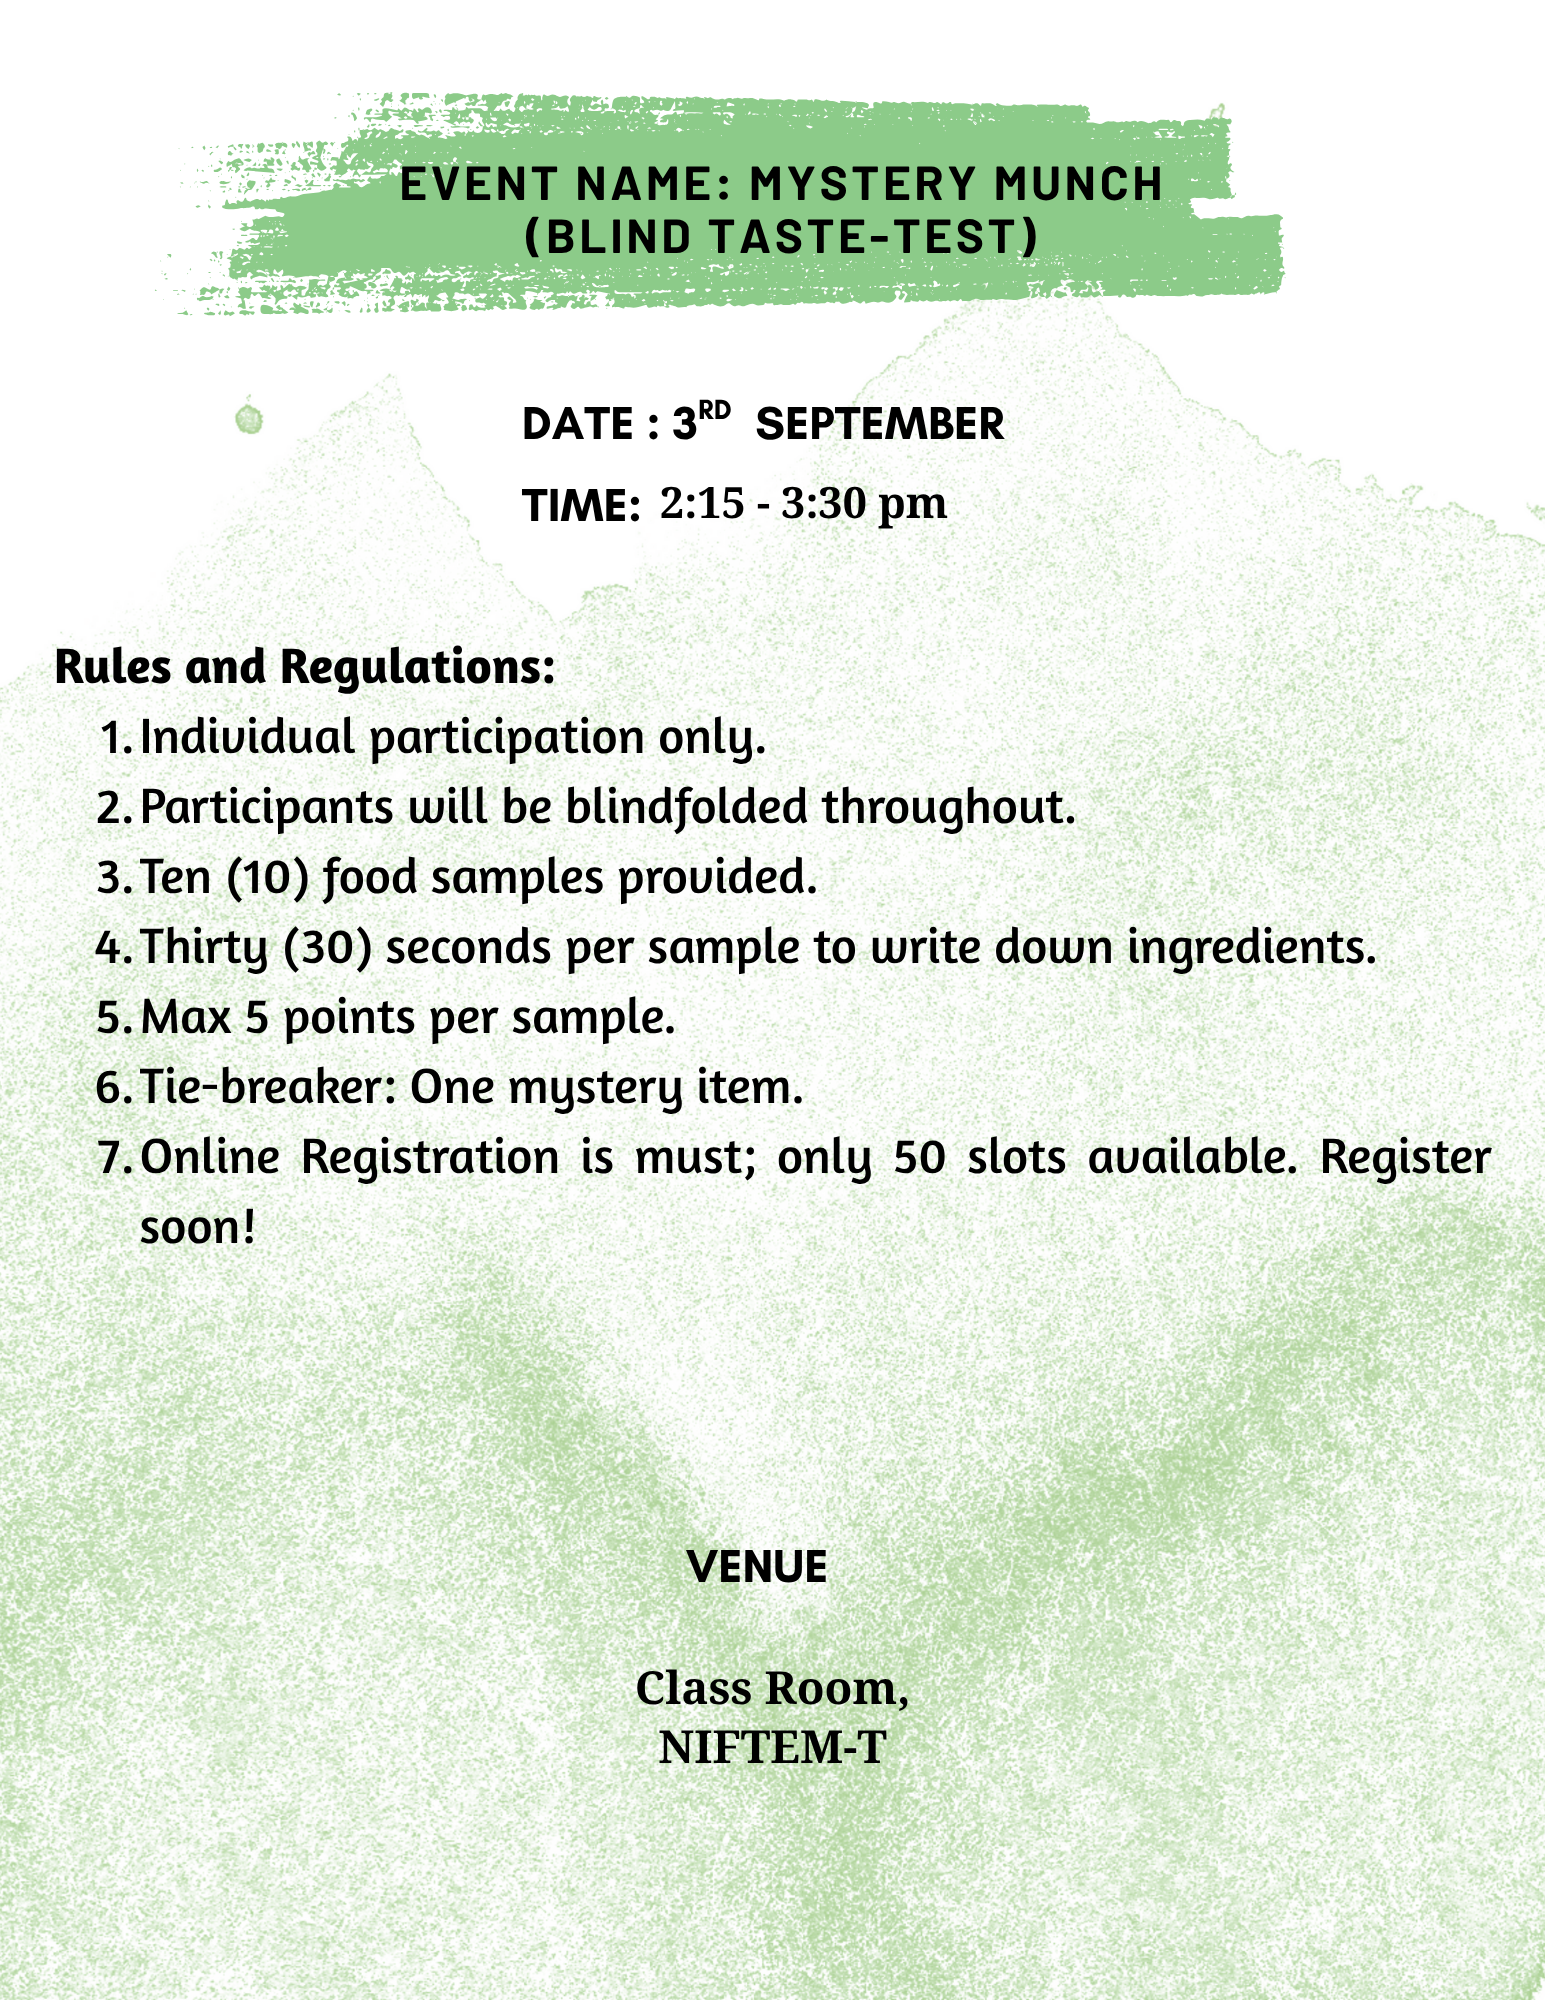 EVENT NAME: MYSTERY MUNCH
(BLIND TASTE-TEST)
DATE : 3RD SEPTEMBER
TIME: 2:15 - 3:30 pm
Rules and Regulations:
1. Individual participation only.
2. Participants will be blindfolded throughout.
3. Ten (10) food samples provided.
4. Thirty (30) seconds per sample to write down ingredients.
5. Max 5 points per sample.
6. Tie-breaker: One mystery item.
7. Online Registration is must; only 50 slots available. Register
soon!
VENUE
Class Room,
NIFTEM-T